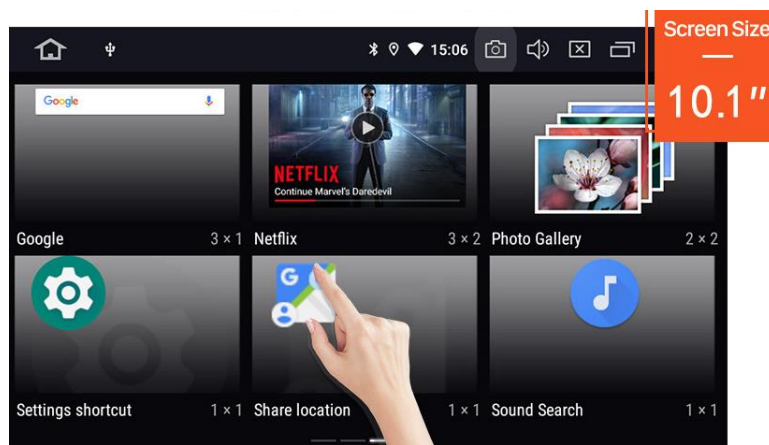 15:06
Screen Size
10.1"
Google
NETFLIX
Continue Marvel's Daredevil
Google 3 × 1
Netflix 3 × 2
Photo Gallery 2 × 2
G
Settings shortcut 1 × 1
Share location 1 × 1
Sound Search 1 × 1